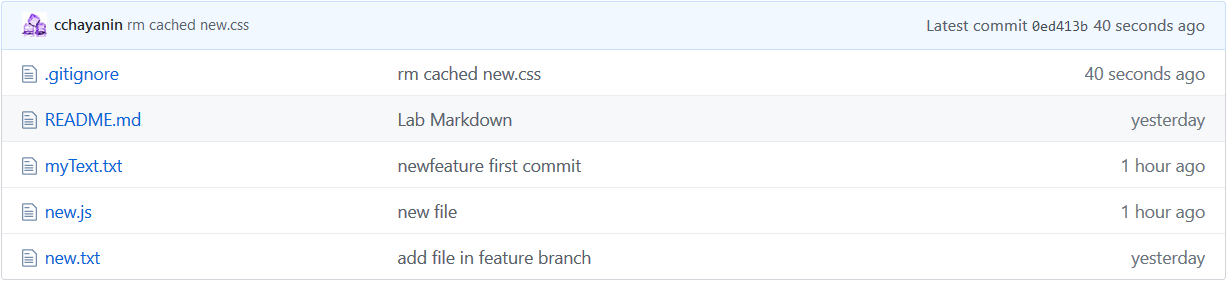 cchayanin rm cached new.css Latest commit 0ed413b 40 seconds ago
.gitignore rm cached new.css 40 seconds ago
README.md Lab Markdown yesterday
myText.txt newfeature first commit 1 hour ago
new.js new file 1 hour ago
new.txt add file in feature branch yesterday